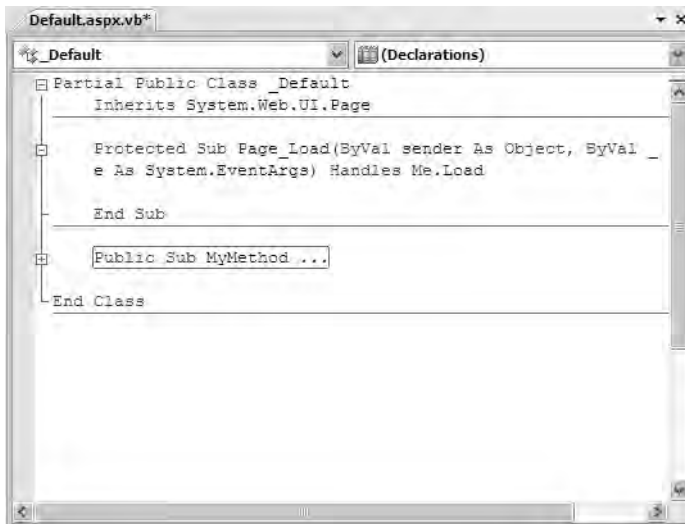 Default.aspx.vb*
_Default (Declarations)
Partial Public Class _Default
Inherits System.Web.UI.Page
Protected Sub Page_Load(ByVal sender As Object, ByVal _
e As System.EventArgs) Handles Me.Load
End Sub
Public Sub MyMethod ...
End Class